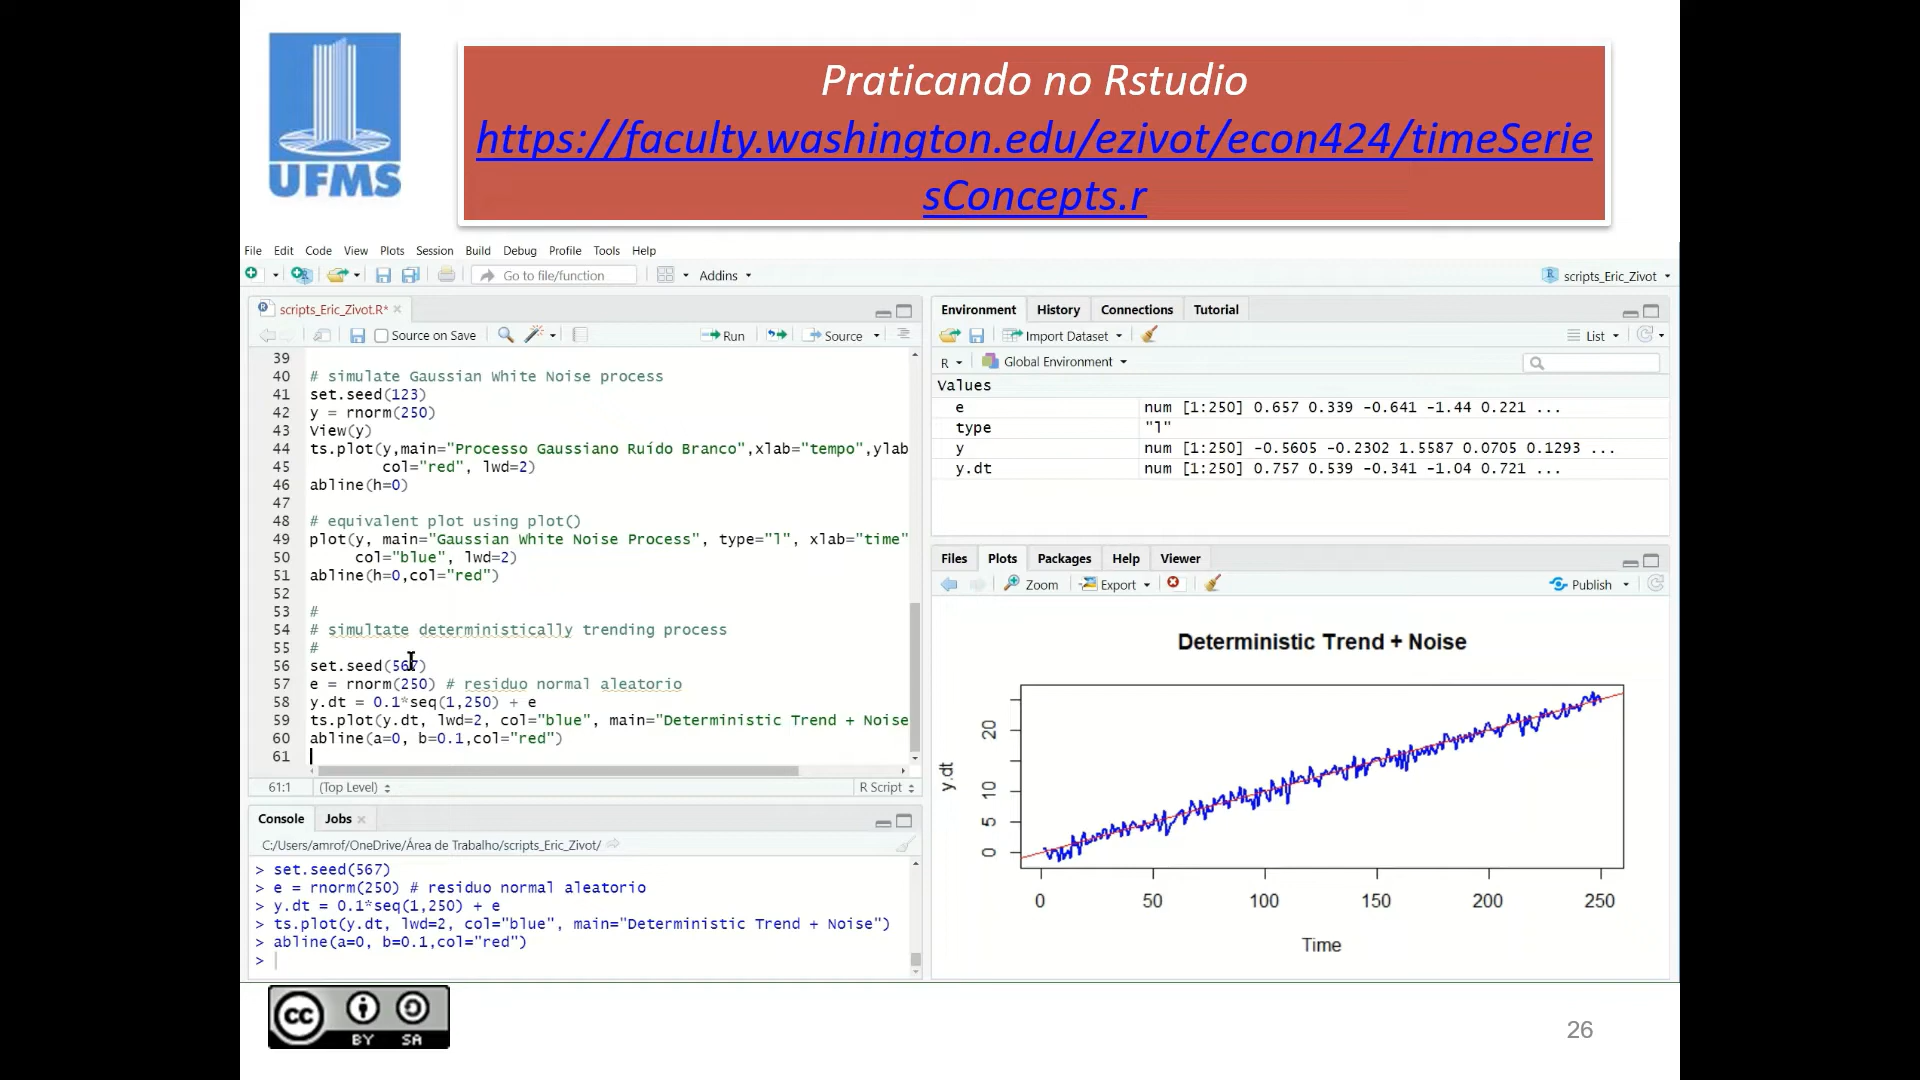 UFMS
Praticando no Rstudio
https://faculty.washington.edu/ezivot/econ424/timeSerie
sConcepts.r
File Edit Code View Plots Session Build Debug Profile Tools Help
Go to file/function Addins scripts_Eric_Zivot
scripts_Eric_Zivot.R*
Source on Save Run Source
39
40 # simulate Gaussian White Noise process
41 set.seed(123)
42 y = rnorm(250)
43 View(y)
44 ts.plot(y,main="Processo Gaussiano Ruído Branco",xlab="tempo",ylab
45 col="red", lwd=2)
46 abline(h=0)
47
48 # equivalent plot using plot()
49 plot(y, main="Gaussian White Noise Process", type="l", xlab="time"
50 col="blue", lwd=2)
51 abline(h=0,col="red")
52
53 #
54 # simultate deterministically trending process
55 #
56 set.seed(567)
57 e = rnorm(250) # residuo normal aleatorio
58 y.dt = 0.1*seq(1,250) + e
59 ts.plot(y.dt, lwd=2, col="blue", main="Deterministic Trend + Noise
60 abline(a=0, b=0.1,col="red")
61
61:1 (Top Level) R Script
Console Jobs
C:/Users/amrof/OneDrive/Área de Trabalho/scripts_Eric_Zivot/
> set.seed(567)
> e = rnorm(250) # residuo normal aleatorio
> y.dt = 0.1*seq(1,250) + e
> ts.plot(y.dt, lwd=2, col="blue", main="Deterministic Trend + Noise")
> abline(a=0, b=0.1,col="red")
>
Environment History Connections Tutorial
Import Dataset List
R Global Environment
Values
e num [1:250] 0.657 0.339 -0.641 -1.44 0.221 ...
type "l"
y num [1:250] -0.5605 -0.2302 1.5587 0.0705 0.1293 ...
y.dt num [1:250] 0.757 0.539 -0.341 -1.04 0.721 ...
Files Plots Packages Help Viewer
Zoom Export Publish
Deterministic Trend + Noise
y.dt
20
10
5
0
0 50 100 150 200 250
Time
cc
BY SA
26